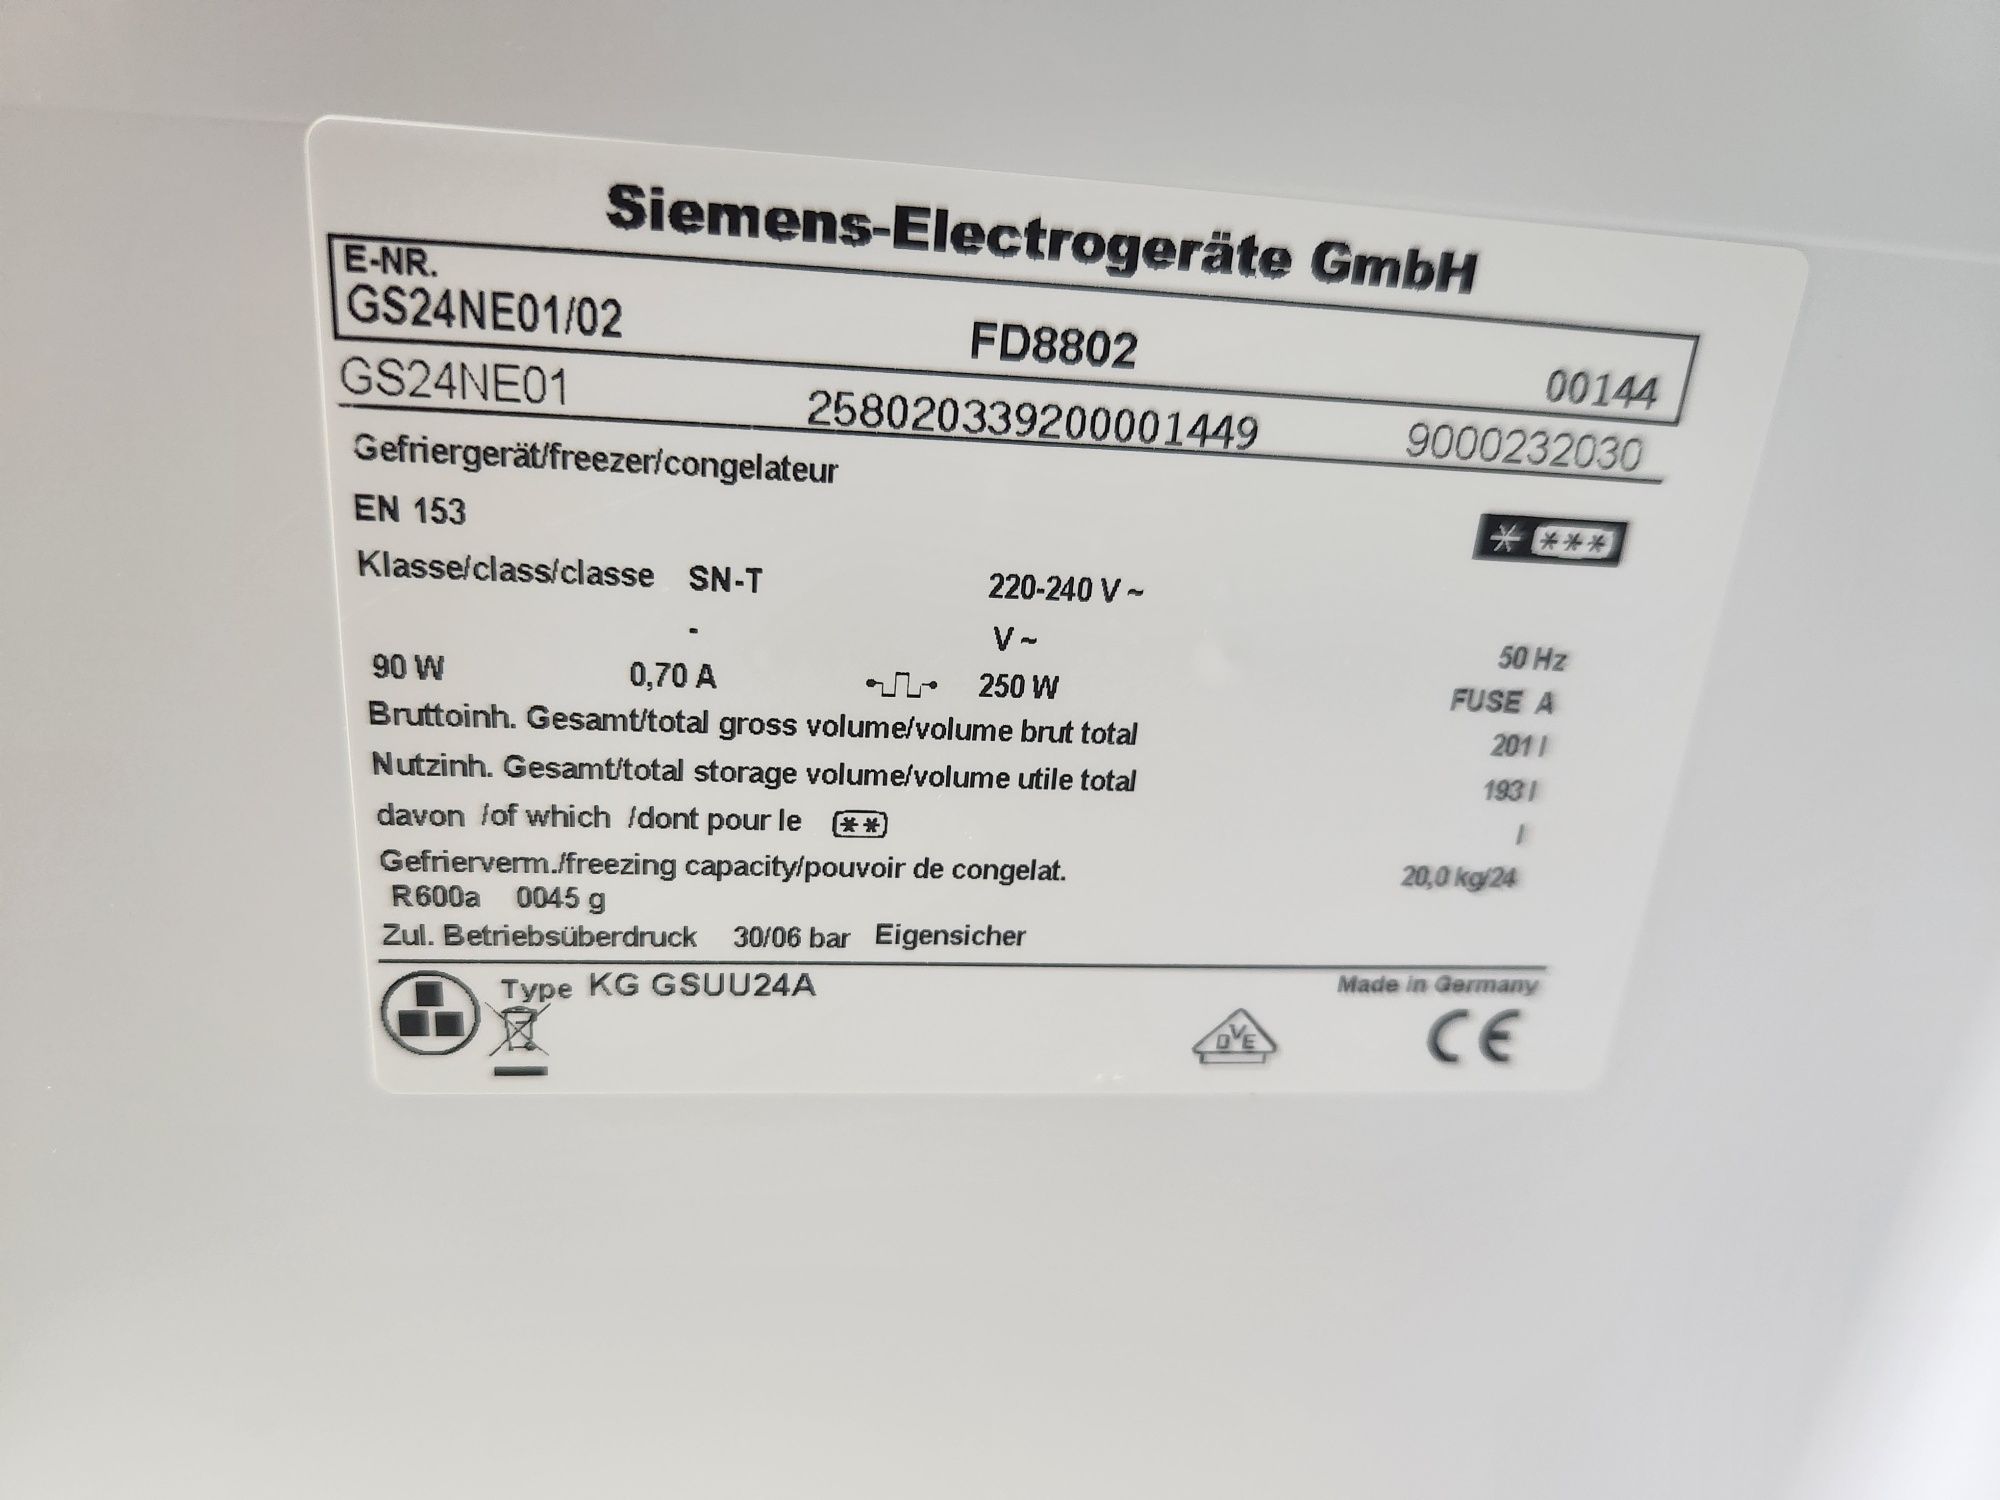 Siemens-Electrogeräte GmbH
E-NR.
GS24NE01/02 FD8802 00144
GS24NE01 258020339200001449 9000232030
Gefriergerät/freezer/congelateur
EN 153
* ***
Klasse/class/classe SN-T 220-240 V ~
- V ~ 50 Hz
90 W 0,70 A 250 W FUSE A
Bruttoinh. Gesamt/total gross volume/volume brut total 201 l
Nutzinh. Gesamt/total storage volume/volume utile total 193 l
davon /of which /dont pour le ** l
Gefrierverm./freezing capacity/pouvoir de congelat. 20,0 kg/24
R600a 0045 g
Zul. Betriebsüberdruck 30/06 bar Eigensicher
Type KG GSUU24A Made in Germany
DVE CE